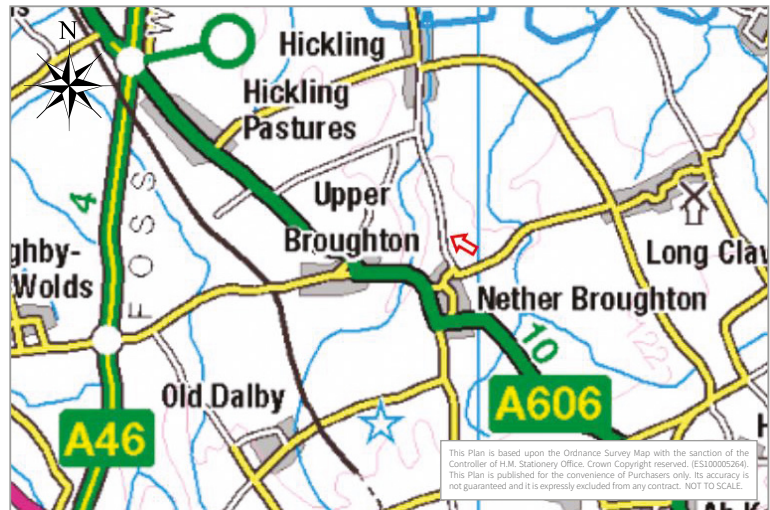 N
Hickling
Hickling
Pastures
4
FOSS
Upper
Broughton
ghby-
Wolds
Long Claw
Nether Broughton
122
10
Old Dalby
A606
A46
This Plan is based upon the Ordnance Survey Map with the sanction of the
Controller of H.M. Stationery Office. Crown Copyright reserved. (ES100005264).
This Plan is published for the convenience of Purchasers only. Its accuracy is
not guaranteed and it is expressly excluded from any contract. NOT TO SCALE.